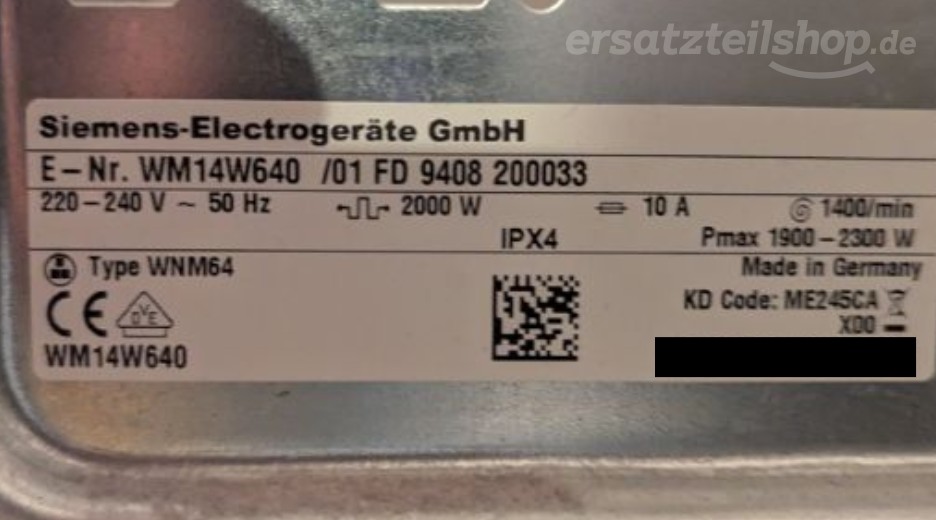 ersatzteilshop.de
Siemens-Electrogeräte GmbH
E-Nr. WM14W640 /01 FD 9408 200033
220-240 V ~ 50 Hz 2000 W 10 A 1400/min
IPX4 Pmax 1900-2300 W
Type WNM64 Made in Germany
CE DVE KD Code: ME245CA
X00
WM14W640